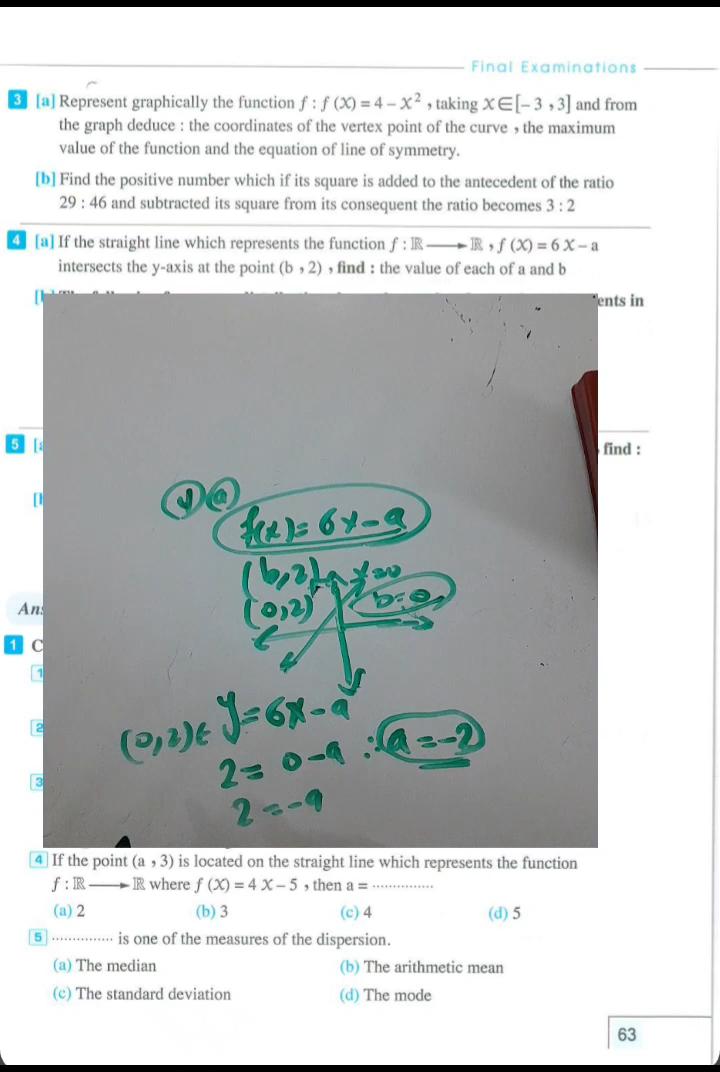 Final Examinations
3 [a] Represent graphically the function f : f (X) = 4 – X² , taking X ∈ [– 3 , 3] and from
the graph deduce : the coordinates of the vertex point of the curve , the maximum
value of the function and the equation of line of symmetry.
[b] Find the positive number which if its square is added to the antecedent of the ratio
29 : 46 and subtracted its square from its consequent the ratio becomes 3 : 2
4 [a] If the straight line which represents the function f : ℝ → ℝ , f (X) = 6 X – a
intersects the y-axis at the point (b , 2) , find : the value of each of a and b
ents in
5
find :
4 a
f(x) = 6x - a
(b,2) x=0
(0,2) b=0
y = 6x - a
(0,2)∈
2 = 0-a ∴ a = -2
2 = -a
1 C
1
2
3
4 If the point (a , 3) is located on the straight line which represents the function
f : ℝ → ℝ where f (X) = 4 X – 5 , then a = ...............
(a) 2 (b) 3 (c) 4 (d) 5
5 ............... is one of the measures of the dispersion.
(a) The median (b) The arithmetic mean
(c) The standard deviation (d) The mode
63